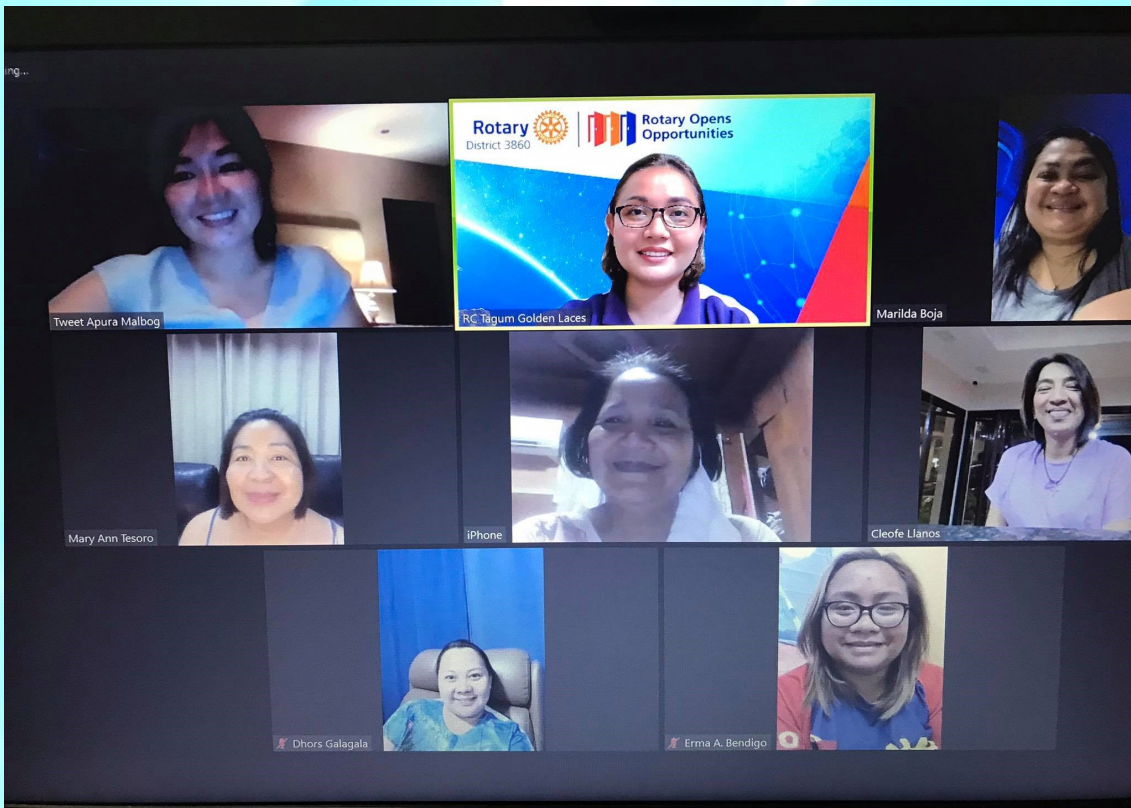 ing...
Rotary
District 3860
Rotary Opens
Opportunities
Tweet Apura Malbog
RC Tagum Golden Laces
Marilda Boja
Mary Ann Tesoro
iPhone
Cleofe Llanos
Dhors Galagala
Erma A. Bendigo